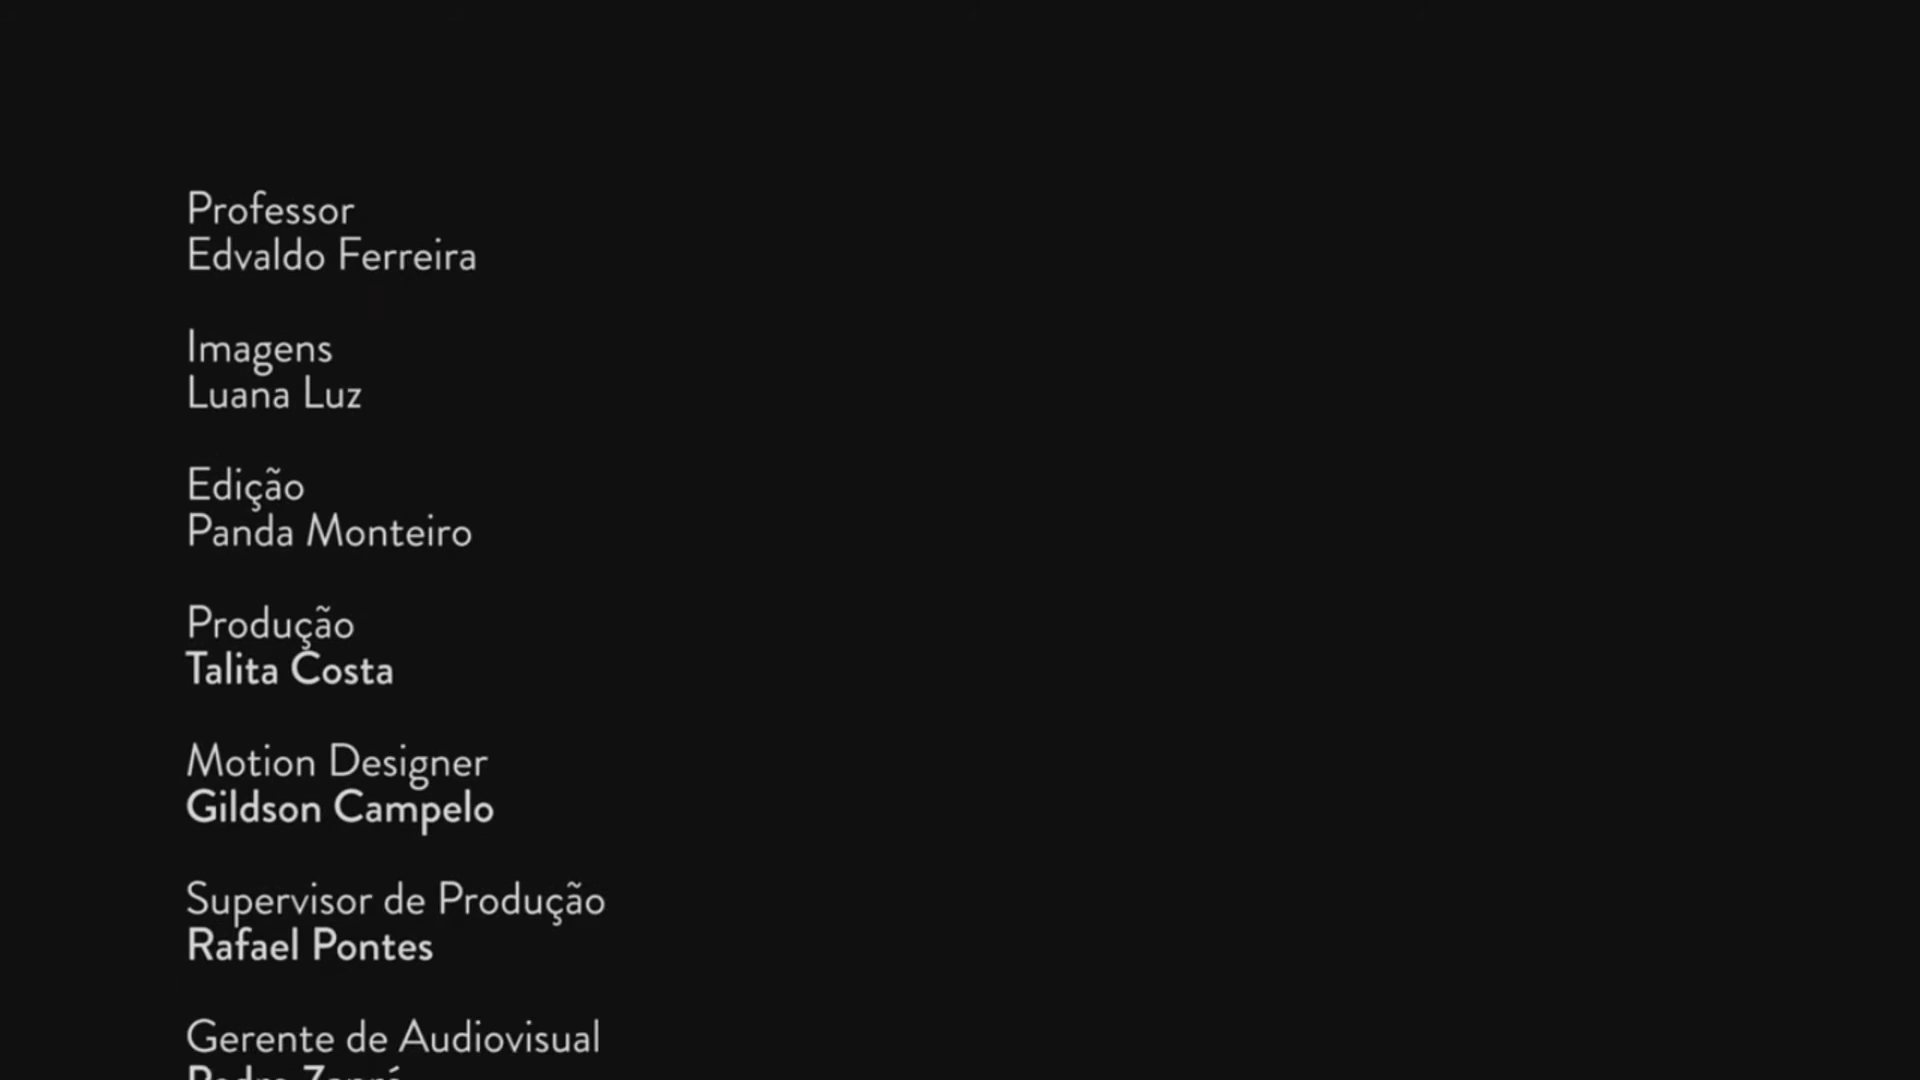 Professor
Edvaldo Ferreira
Imagens
Luana Luz
Edição
Panda Monteiro
Produção
Talita Costa
Motion Designer
Gildson Campelo
Supervisor de Produção
Rafael Pontes
Gerente de Audiovisual
Pedro